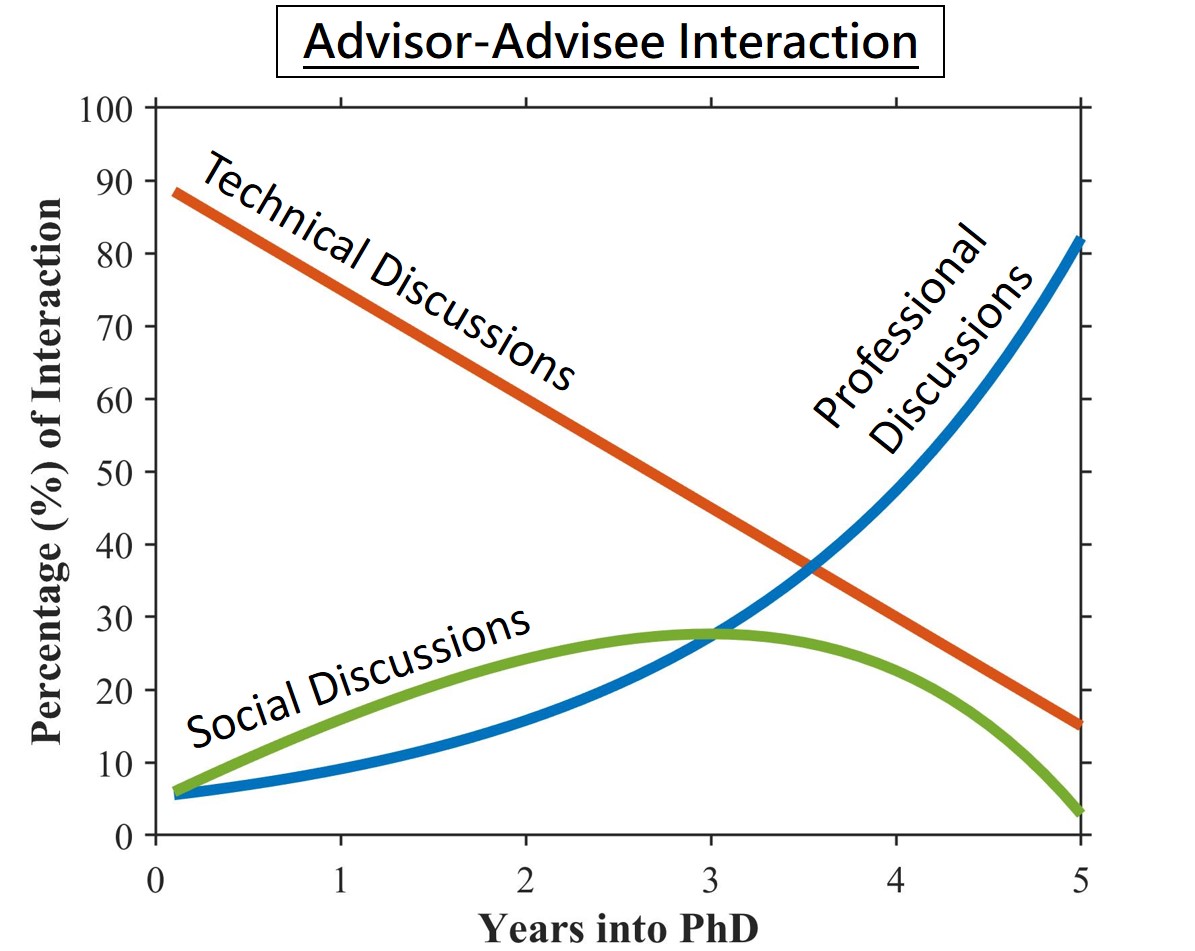 Advisor-Advisee Interaction
100
90
80
70
60
50
40
30
20
10
0
Percentage (%) of Interaction
Technical Discussions
Professional
Discussions
Social Discussions
0 1 2 3 4 5
Years into PhD